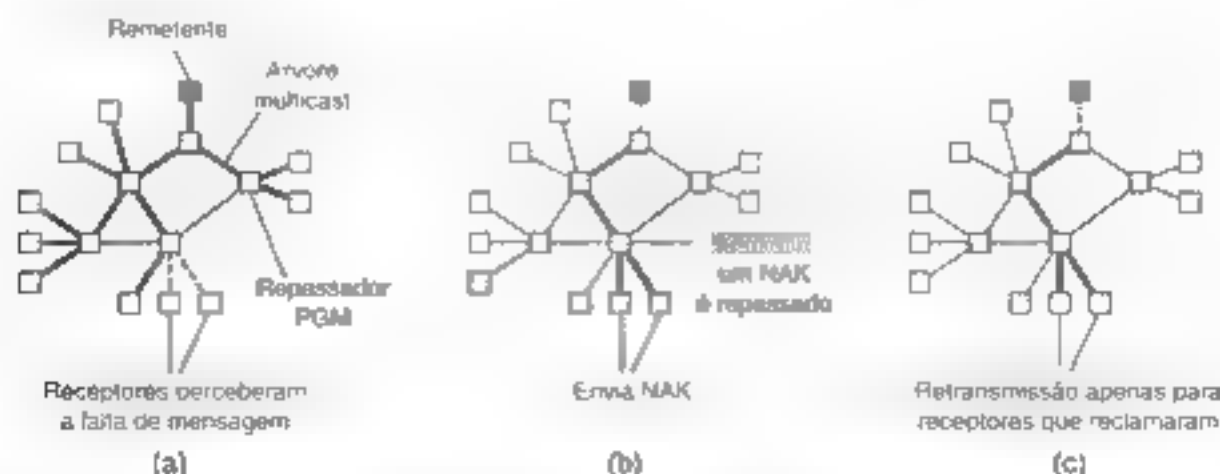 Remetente
Árvore
multicast
Repassador
PGM
Receptores perceberam
a falta de mensagem
(a)
um NAK
é repassado
Envia NAK
(b)
Retransmissão apenas para
receptores que reclamaram
(c)